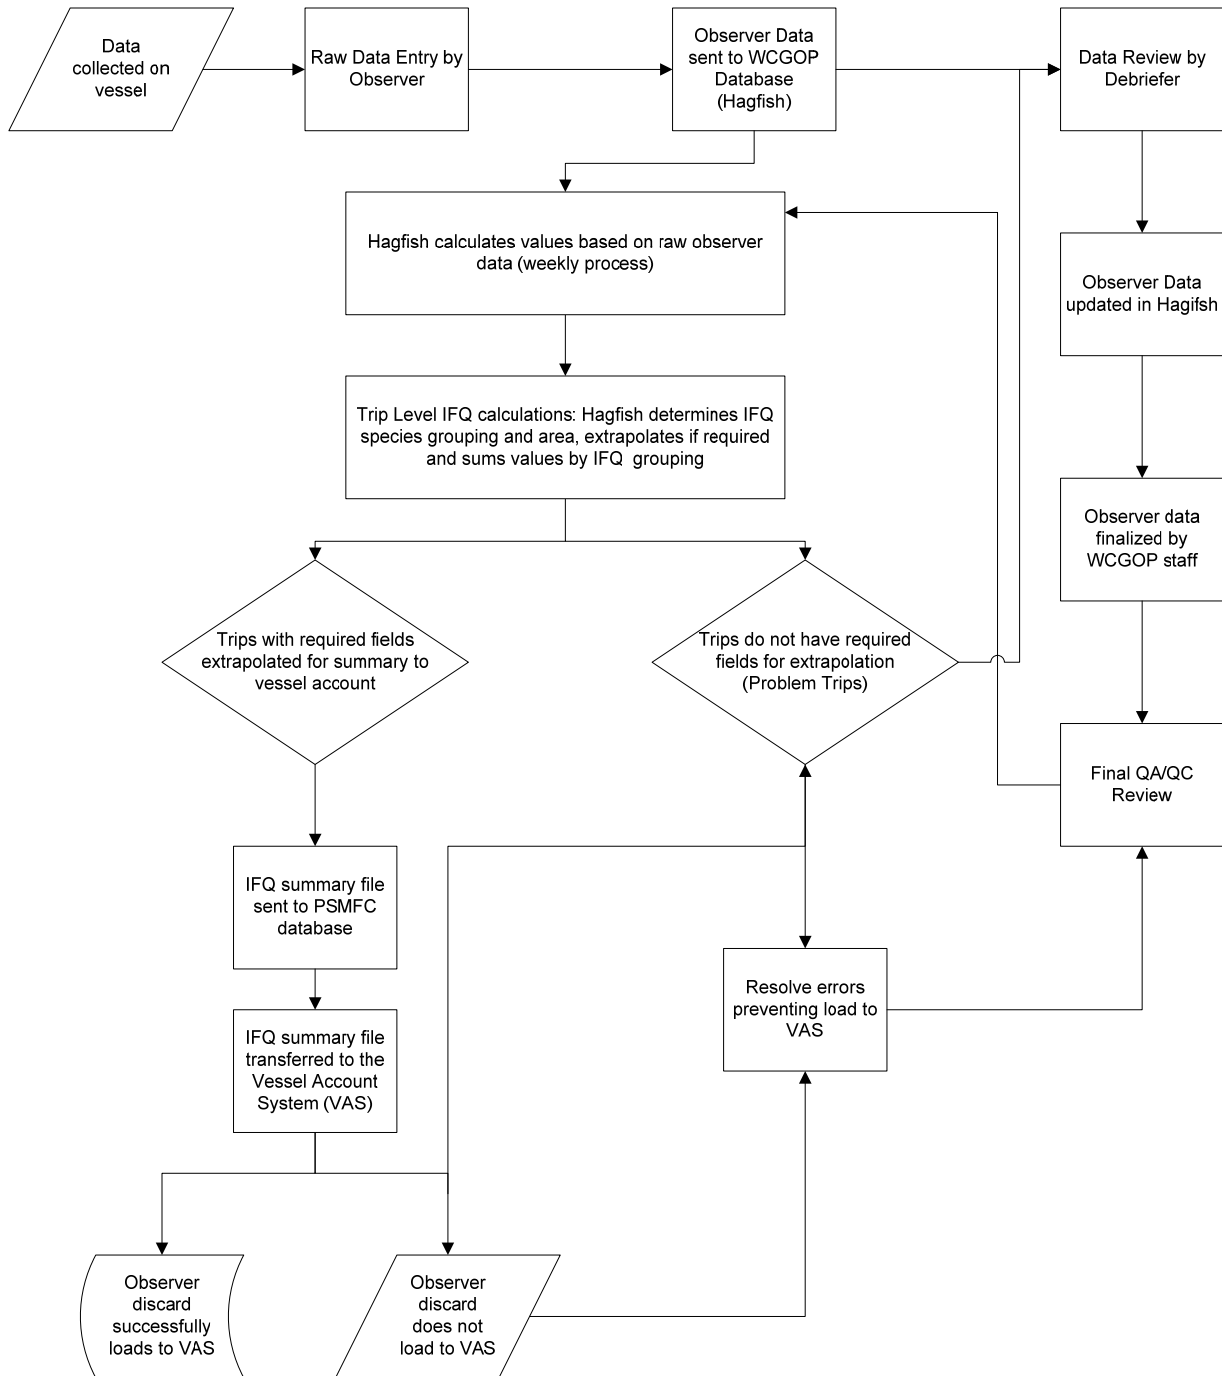 Data
collected on
vessel
Raw Data Entry by
Observer
Observer Data
sent to WCGOP
Database
(Hagfish)
Data Review by
Debriefer
Hagfish calculates values based on raw observer
data (weekly process)
Observer Data
updated in Hagifsh
Trip Level IFQ calculations: Hagfish determines IFQ
species grouping and area, extrapolates if required
and sums values by IFQ grouping
Observer data
finalized by
WCGOP staff
Trips with required fields
extrapolated for summary to
vessel account
Trips do not have required
fields for extrapolation
(Problem Trips)
Final QA/QC
Review
IFQ summary file
sent to PSMFC
database
Resolve errors
preventing load to
VAS
IFQ summary file
transferred to the
Vessel Account
System (VAS)
Observer
discard
successfully
loads to VAS
Observer
discard
does not
load to VAS